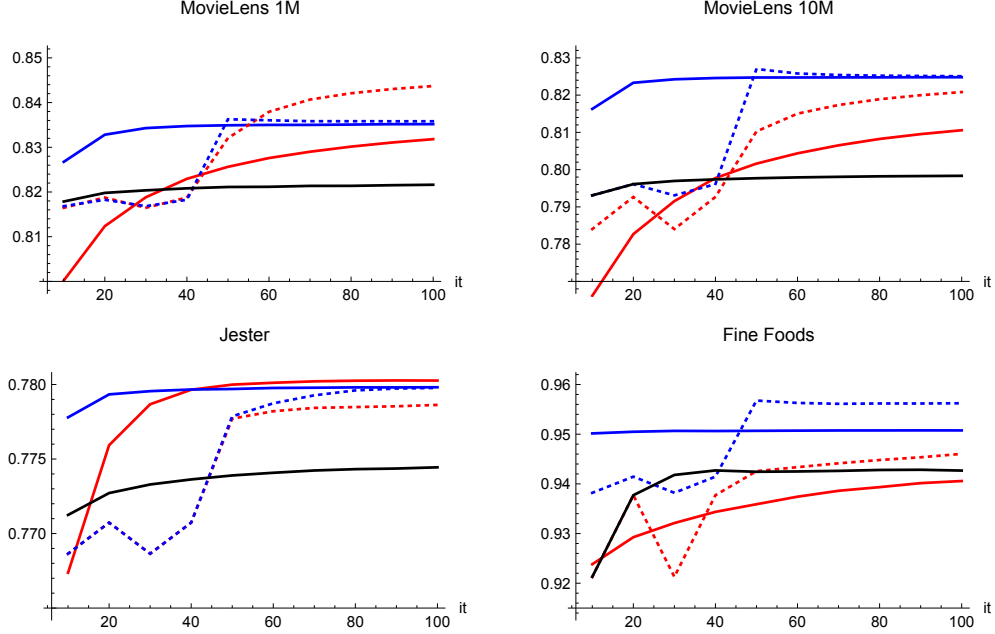 MovieLens 1M
0.85
0.84
0.83
0.82
0.81
20 40 60 80 100 it
MovieLens 10M
0.83
0.82
0.81
0.80
0.79
0.78
20 40 60 80 100 it
Jester
0.780
0.775
0.770
20 40 60 80 100 it
Fine Foods
0.96
0.95
0.94
0.93
0.92
20 40 60 80 100 it